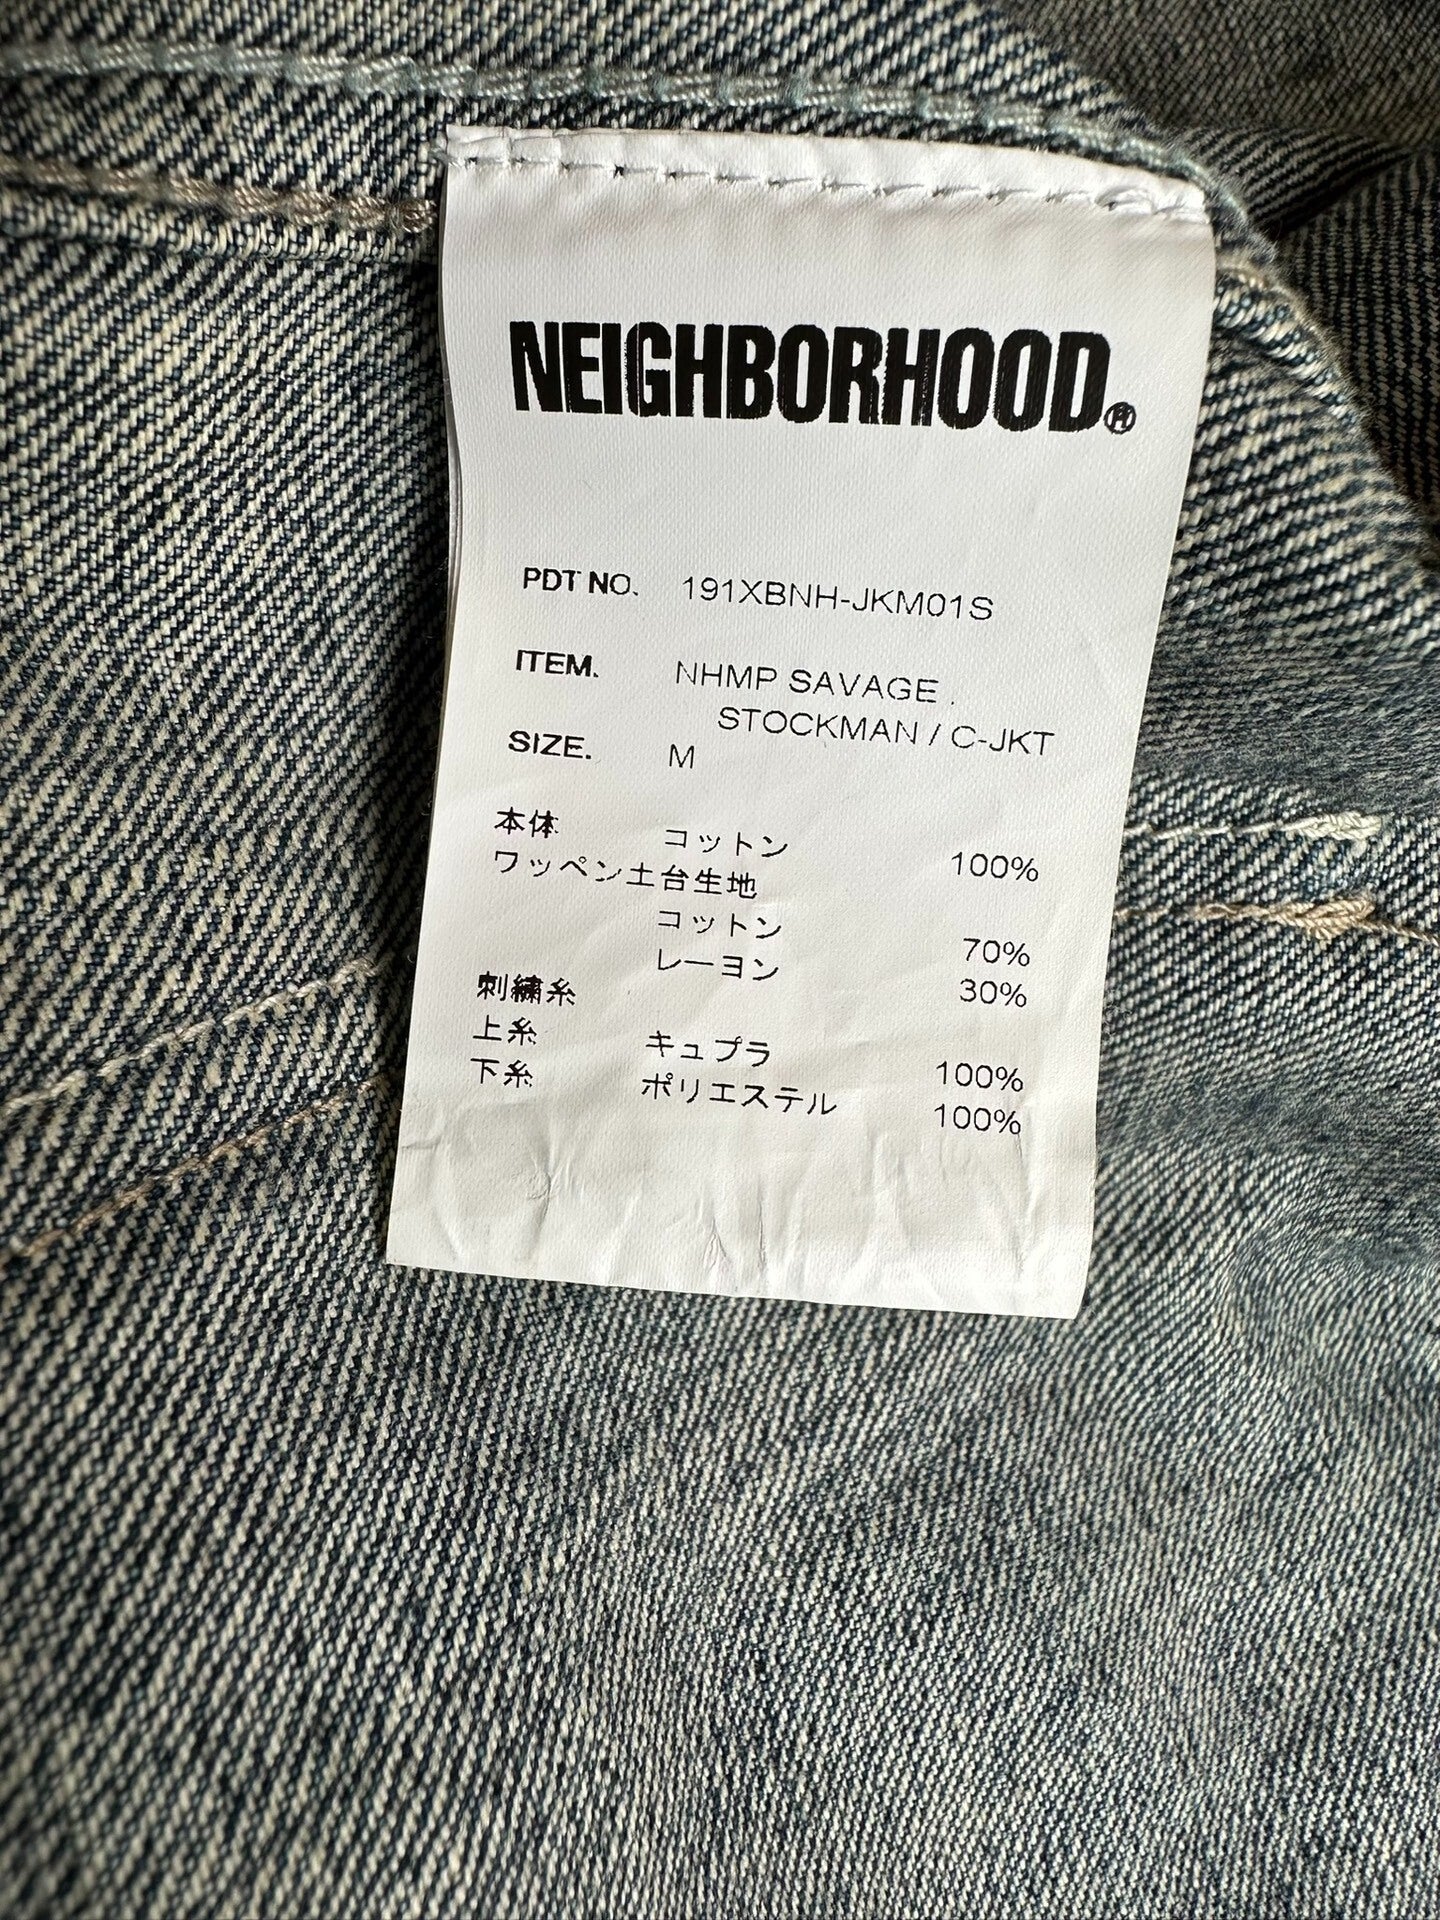 NEIGHBORHOOD®
PDT NO. 191XBNH-JKM01S
ITEM. NHMP SAVAGE .
STOCKMAN / C-JKT
SIZE. M
本体 コットン 100%
ワッペン土台生地
コットン 70%
レーヨン 30%
刺繍糸
上糸 キュプラ 100%
下糸 ポリエステル 100%